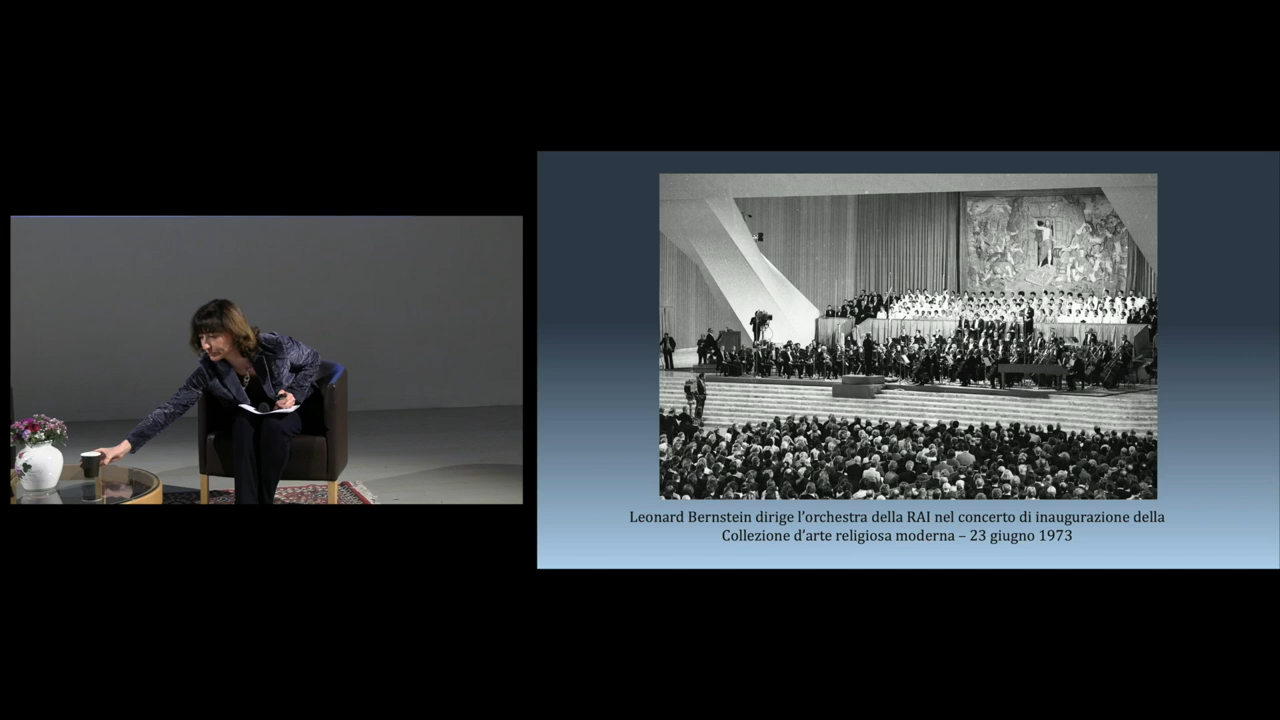 Leonard Bernstein dirige l’orchestra della RAI nel concerto di inaugurazione della
Collezione d’arte religiosa moderna – 23 giugno 1973